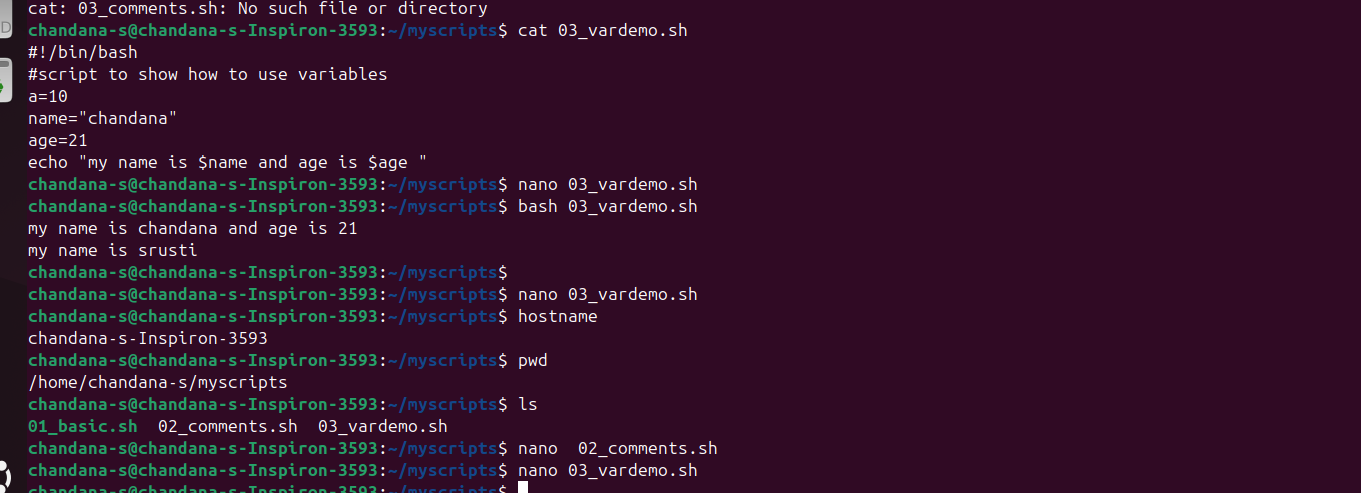 cat: 03_comments.sh: No such file or directory
chandana-s@chandana-s-Inspiron-3593:~/myscripts$ cat 03_vardemo.sh
#!/bin/bash
#script to show how to use variables
a=10
name="chandana"
age=21
echo "my name is $name and age is $age "
chandana-s@chandana-s-Inspiron-3593:~/myscripts$ nano 03_vardemo.sh
chandana-s@chandana-s-Inspiron-3593:~/myscripts$ bash 03_vardemo.sh
my name is chandana and age is 21
my name is srusti
chandana-s@chandana-s-Inspiron-3593:~/myscripts$
chandana-s@chandana-s-Inspiron-3593:~/myscripts$ nano 03_vardemo.sh
chandana-s@chandana-s-Inspiron-3593:~/myscripts$ hostname
chandana-s-Inspiron-3593
chandana-s@chandana-s-Inspiron-3593:~/myscripts$ pwd
/home/chandana-s/myscripts
chandana-s@chandana-s-Inspiron-3593:~/myscripts$ ls
01_basic.sh  02_comments.sh  03_vardemo.sh
chandana-s@chandana-s-Inspiron-3593:~/myscripts$ nano  02_comments.sh
chandana-s@chandana-s-Inspiron-3593:~/myscripts$ nano 03_vardemo.sh
chandana-s@chandana-s-Inspiron-3593:~/myscripts$